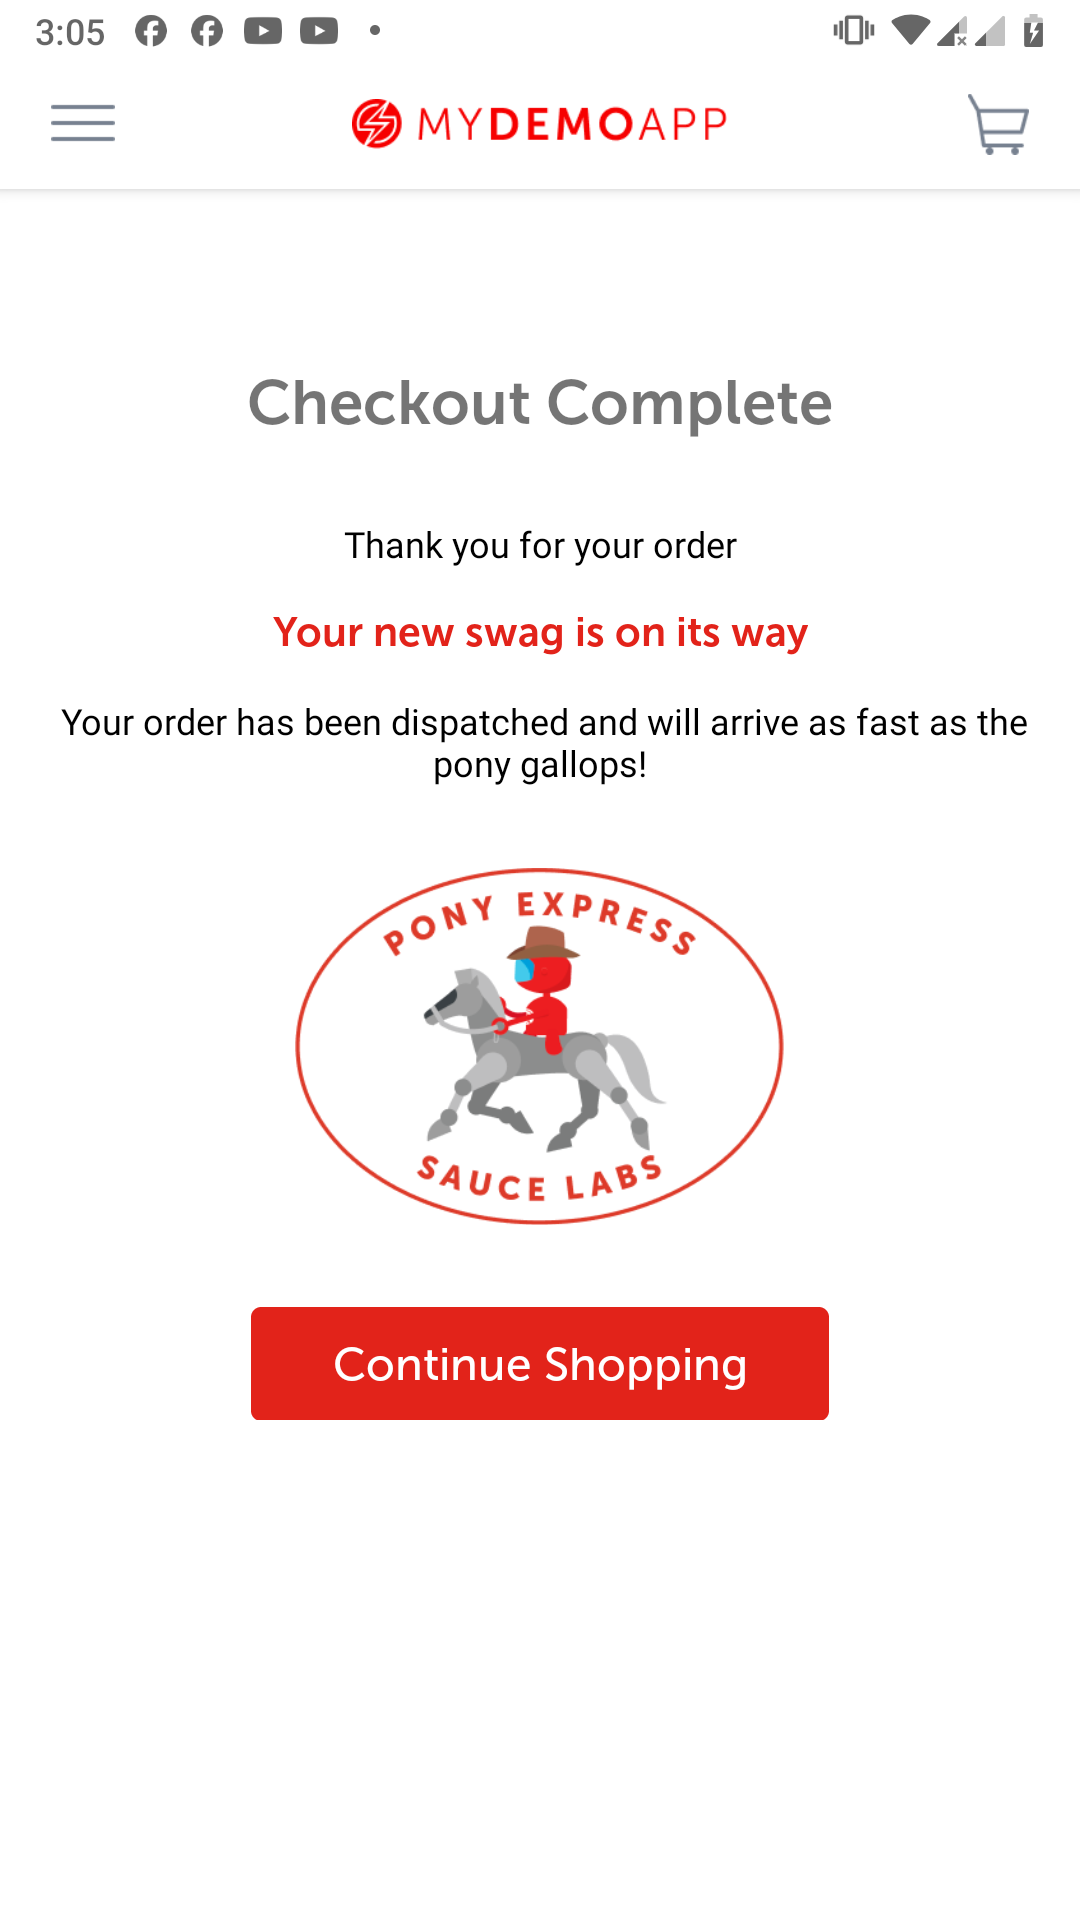 3:05
MYDEMOAPP
Checkout Complete
Thank you for your order
Your new swag is on its way
Your order has been dispatched and will arrive as fast as the
pony gallops!
PONY EXPRESS
SAUCE LABS
Continue Shopping